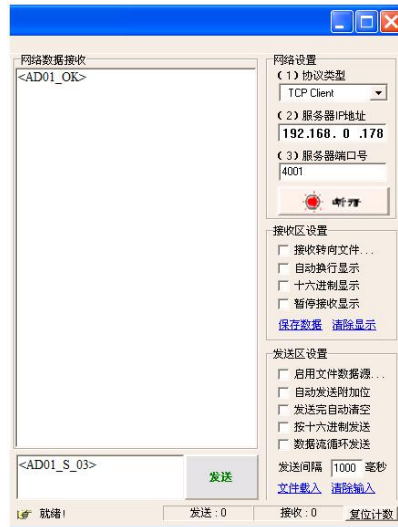 网络数据接收
<AD01_OK>
网络设置
（1）协议类型
TCP Client
（2）服务器IP地址
192.168. 0 .178
（3）服务器端口号
4001
断开
接收区设置
接收转向文件...
自动换行显示
十六进制显示
暂停接收显示
保存数据 清除显示
发送区设置
启用文件数据源...
自动发送附加位
发送完自动清空
按十六进制发送
数据流循环发送
发送间隔 1000 毫秒
文件载入 清除输入
<AD01_S_03>
发送
就绪! 发送:0 接收:0 复位计数